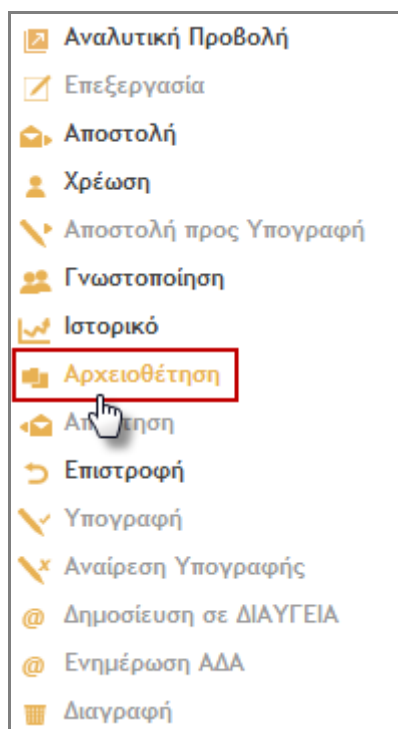 Αναλυτική Προβολή
Επεξεργασία
Αποστολή
Χρέωση
Αποστολή προς Υπογραφή
Γνωστοποίηση
Ιστορικό
Αρχειοθέτηση
Επιστροφή
Υπογραφή
Αναίρεση Υπογραφής
@ Δημοσίευση σε ΔΙΑΥΓΕΙΑ
@ Ενημέρωση ΑΔΑ
Διαγραφή